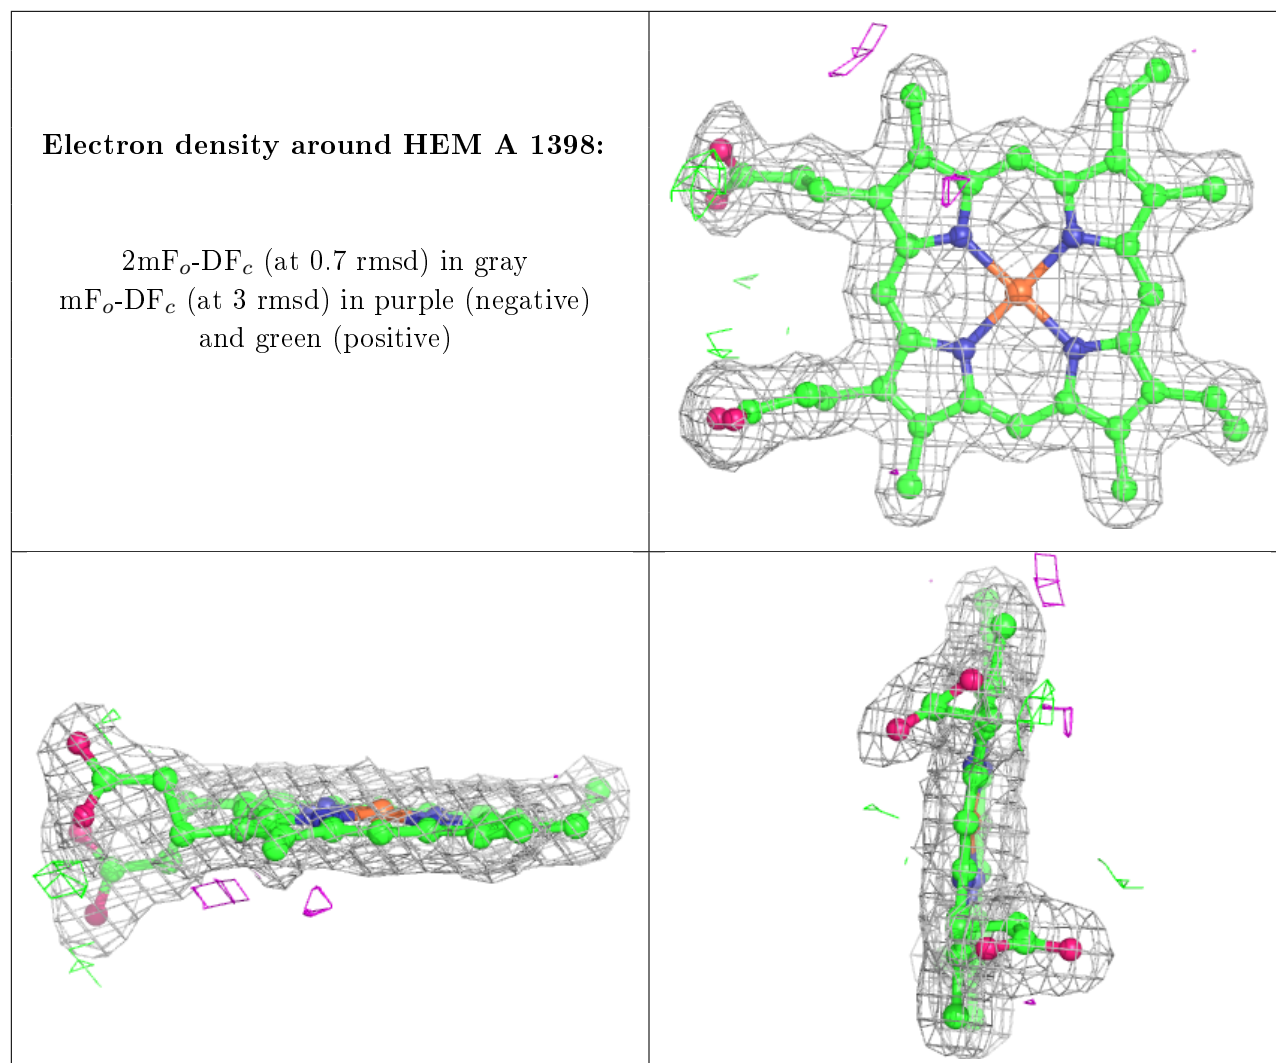 Electron density around HEM A 1398:
2mFo-DFc (at 0.7 rmsd) in gray
mFo-DFc (at 3 rmsd) in purple (negative)
and green (positive)